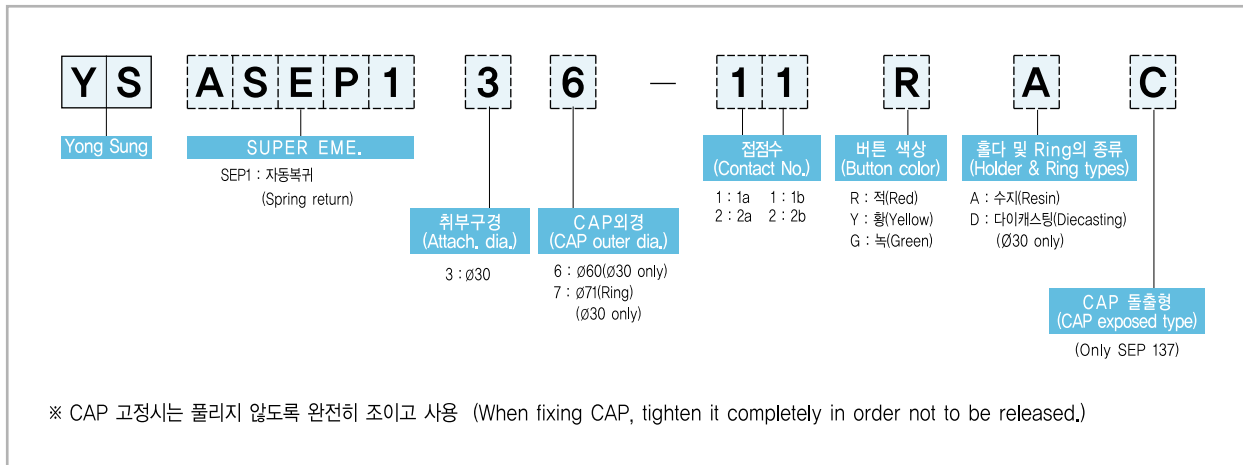 YS ASEP1 3 6 — 11 R A C
Yong Sung
SUPER EME.
SEP1 : 자동복귀
(Spring return)
취부구경
(Attach. dia.)
3 : ø30
CAP외경
(CAP outer dia.)
6 : ø60(ø30 only)
7 : ø71(Ring)
(ø30 only)
접점수
(Contact No.)
1 : 1a 1 : 1b
2 : 2a 2 : 2b
버튼 색상
(Button color)
R : 적(Red)
Y : 황(Yellow)
G : 녹(Green)
홀다 및 Ring의 종류
(Holder & Ring types)
A : 수지(Resin)
D : 다이캐스팅(Diecasting)
(Ø30 only)
CAP 돌출형
(CAP exposed type)
(Only SEP 137)
※ CAP 고정시는 풀리지 않도록 완전히 조이고 사용 (When fixing CAP, tighten it completely in order not to be released.)